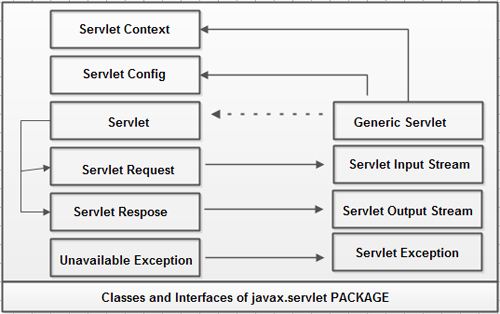 Servlet Context
Servlet Config
Servlet
Generic Servlet
Servlet Request
Servlet Input Stream
Servlet Respose
Servlet Output Stream
Unavailable Exception
Servlet Exception
Classes and Interfaces of javax.servlet PACKAGE